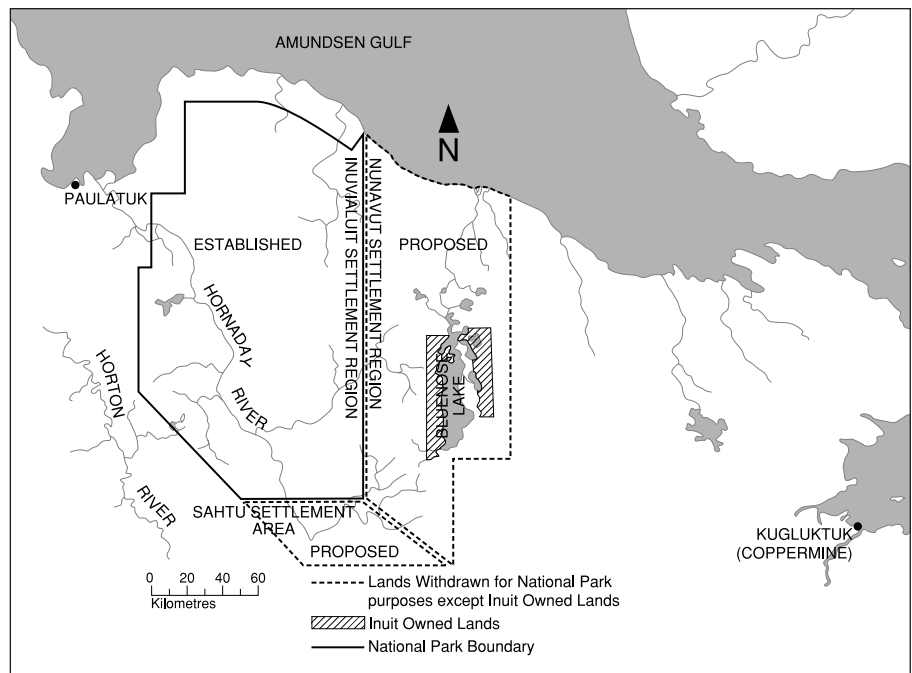 AMUNDSEN GULF
N
PAULATUK
ESTABLISHED
INUVIALUIT SETTLEMENT REGION
NUNAVUT SETTLEMENT REGION
PROPOSED
HORNADAY
RIVER
BLUENOSE
LAKE
HORTON
RIVER
SAHTU SETTLEMENT
AREA
PROPOSED
KUGLUKTUK
(COPPERMINE)
0 20 40 60
Kilometres
Lands Withdrawn for National Park
purposes except Inuit Owned Lands
Inuit Owned Lands
National Park Boundary